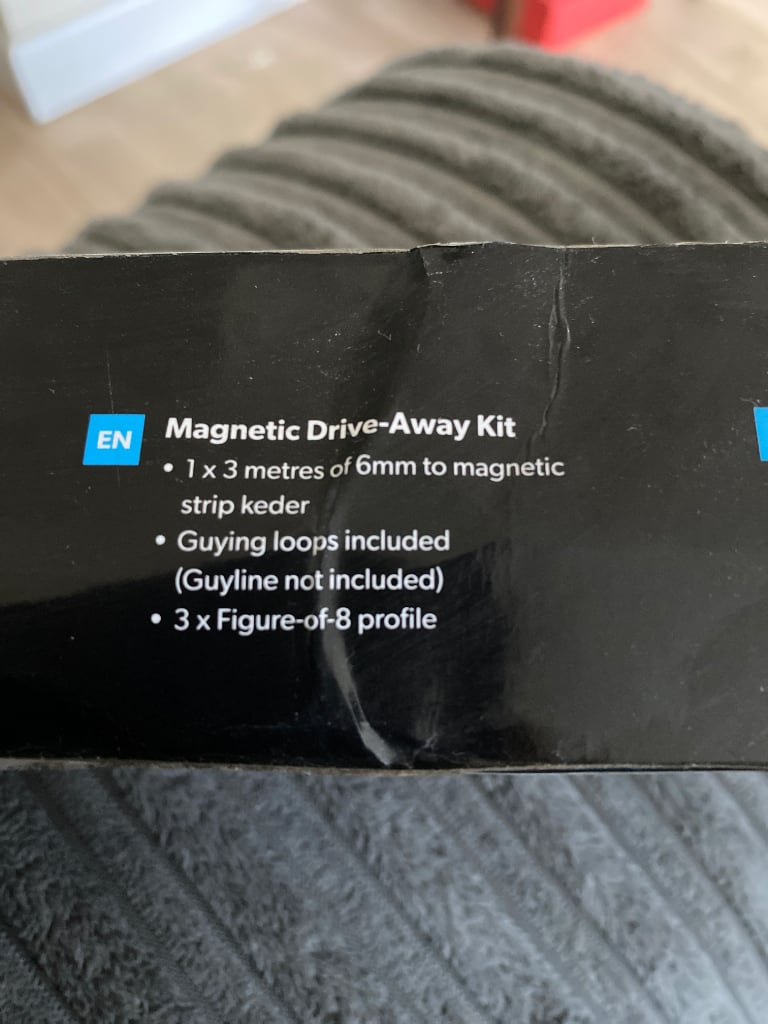 EN
Magnetic Drive-Away Kit
• 1 x 3 metres of 6mm to magnetic
strip keder
• Guying loops included
(Guyline not included)
• 3 x Figure-of-8 profile